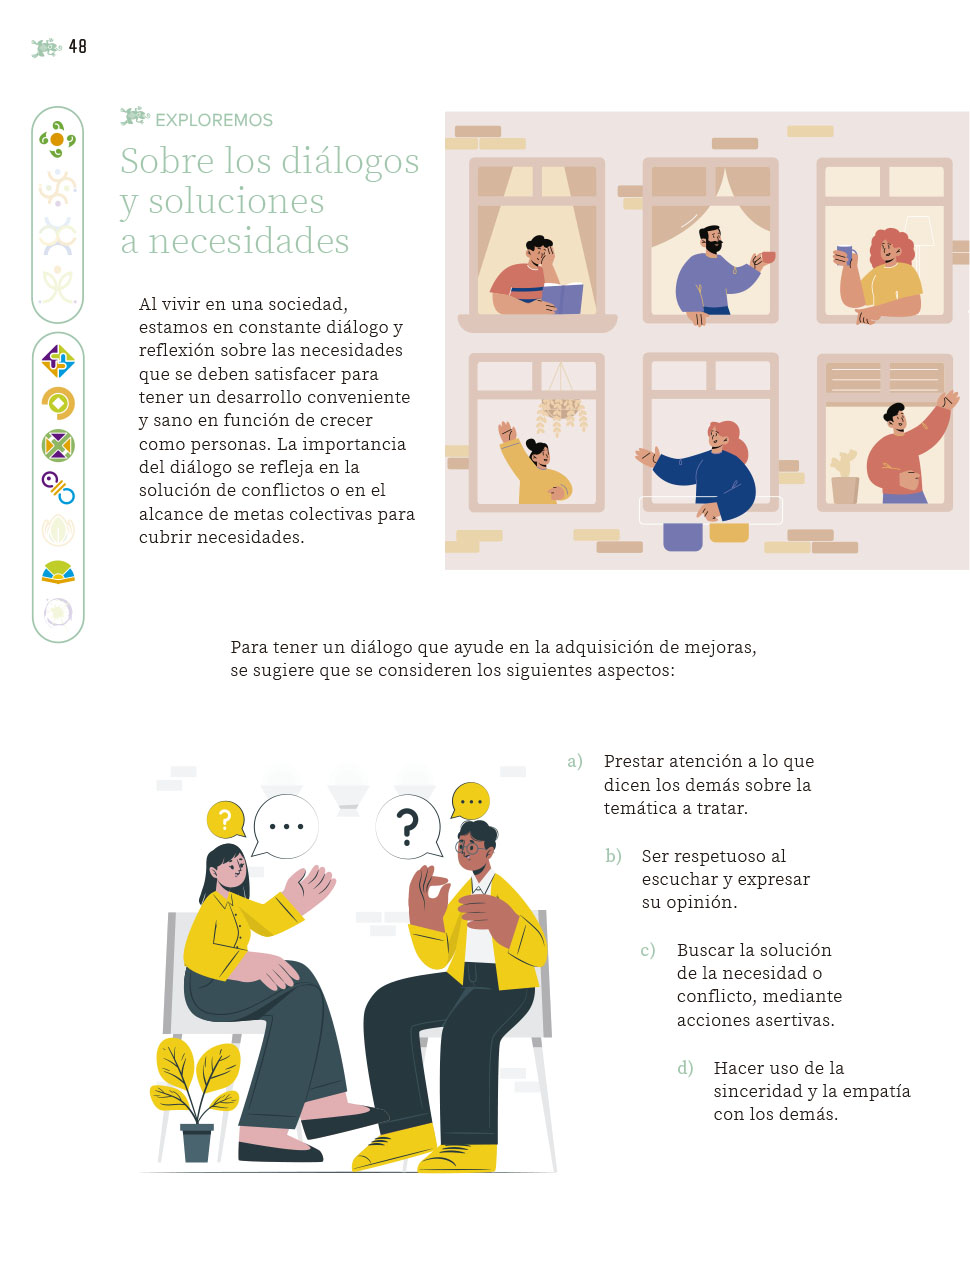 48
EXPLOREMOS
Sobre los diálogos
y soluciones
a necesidades
Al vivir en una sociedad,
estamos en constante diálogo y
reflexión sobre las necesidades
que se deben satisfacer para
tener un desarrollo conveniente
y sano en función de crecer
como personas. La importancia
del diálogo se refleja en la
solución de conflictos o en el
alcance de metas colectivas para
cubrir necesidades.
Para tener un diálogo que ayude en la adquisición de mejoras,
se sugiere que se consideren los siguientes aspectos:
a) Prestar atención a lo que
dicen los demás sobre la
temática a tratar.
b) Ser respetuoso al
escuchar y expresar
su opinión.
c) Buscar la solución
de la necesidad o
conflicto, mediante
acciones asertivas.
d) Hacer uso de la
sinceridad y la empatía
con los demás.
? ...
? ...